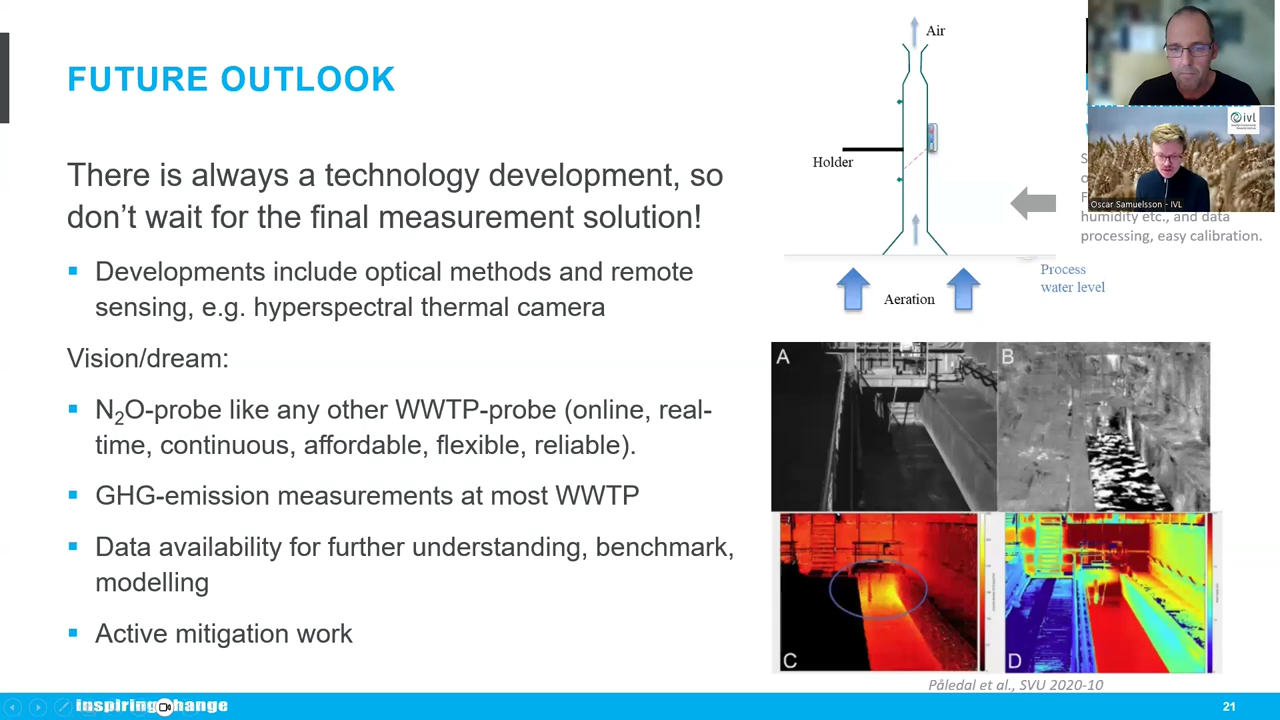 FUTURE OUTLOOK
There is always a technology development, so
don’t wait for the final measurement solution!
▪ Developments include optical methods and remote
sensing, e.g. hyperspectral thermal camera
Vision/dream:
▪ N₂O-probe like any other WWTP-probe (online, real-
time, continuous, affordable, flexible, reliable).
▪ GHG-emission measurements at most WWTP
▪ Data availability for further understanding, benchmark,
modelling
▪ Active mitigation work
Air
Holder
Aeration
Process
water level
humidity etc., and data
processing, easy calibration.
ivl
Oscar Samuelsson - IVL
A
B
C
D
Påledal et al., SVU 2020-10
inspiring change
21